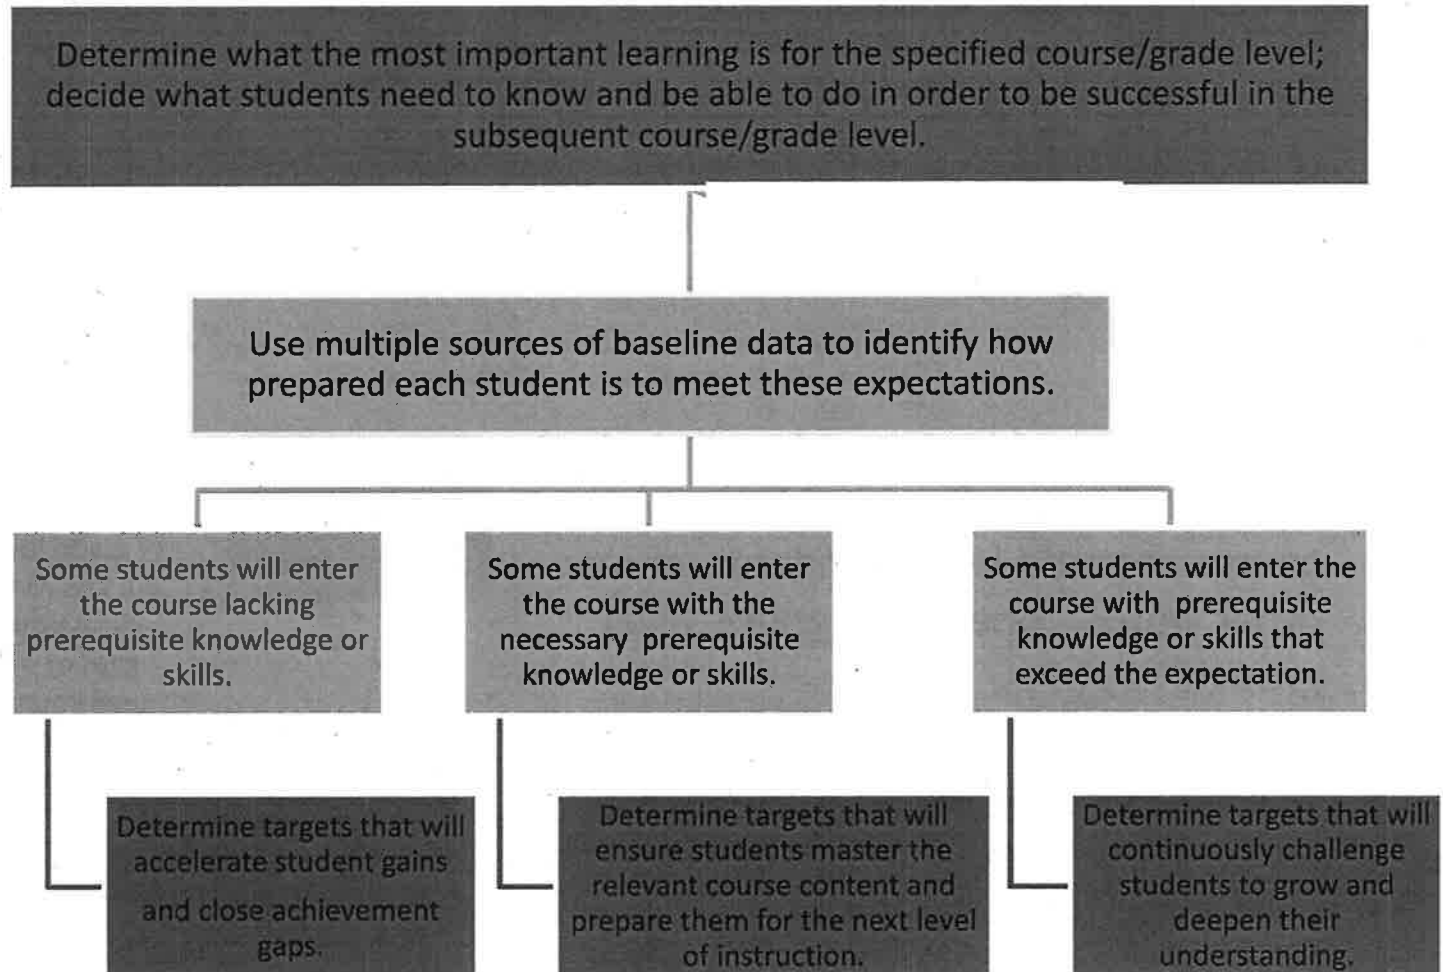 Determine what the most important learning is for the specified course/grade level;
decide what students need to know and be able to do in order to be successful in the
subsequent course/grade level.
Use multiple sources of baseline data to identify how
prepared each student is to meet these expectations.
Some students will enter
the course lacking
prerequisite knowledge or
skills.
Some students will enter
the course with the
necessary prerequisite
knowledge or skills.
Some students will enter the
course with prerequisite
knowledge or skills that
exceed the expectation.
Determine targets that will
accelerate student gains
and close achievement
gaps.
Determine targets that will
ensure students master the
relevant course content and
prepare them for the next level
of instruction.
Determine targets that will
continuously challenge
students to grow and
deepen their
understanding.